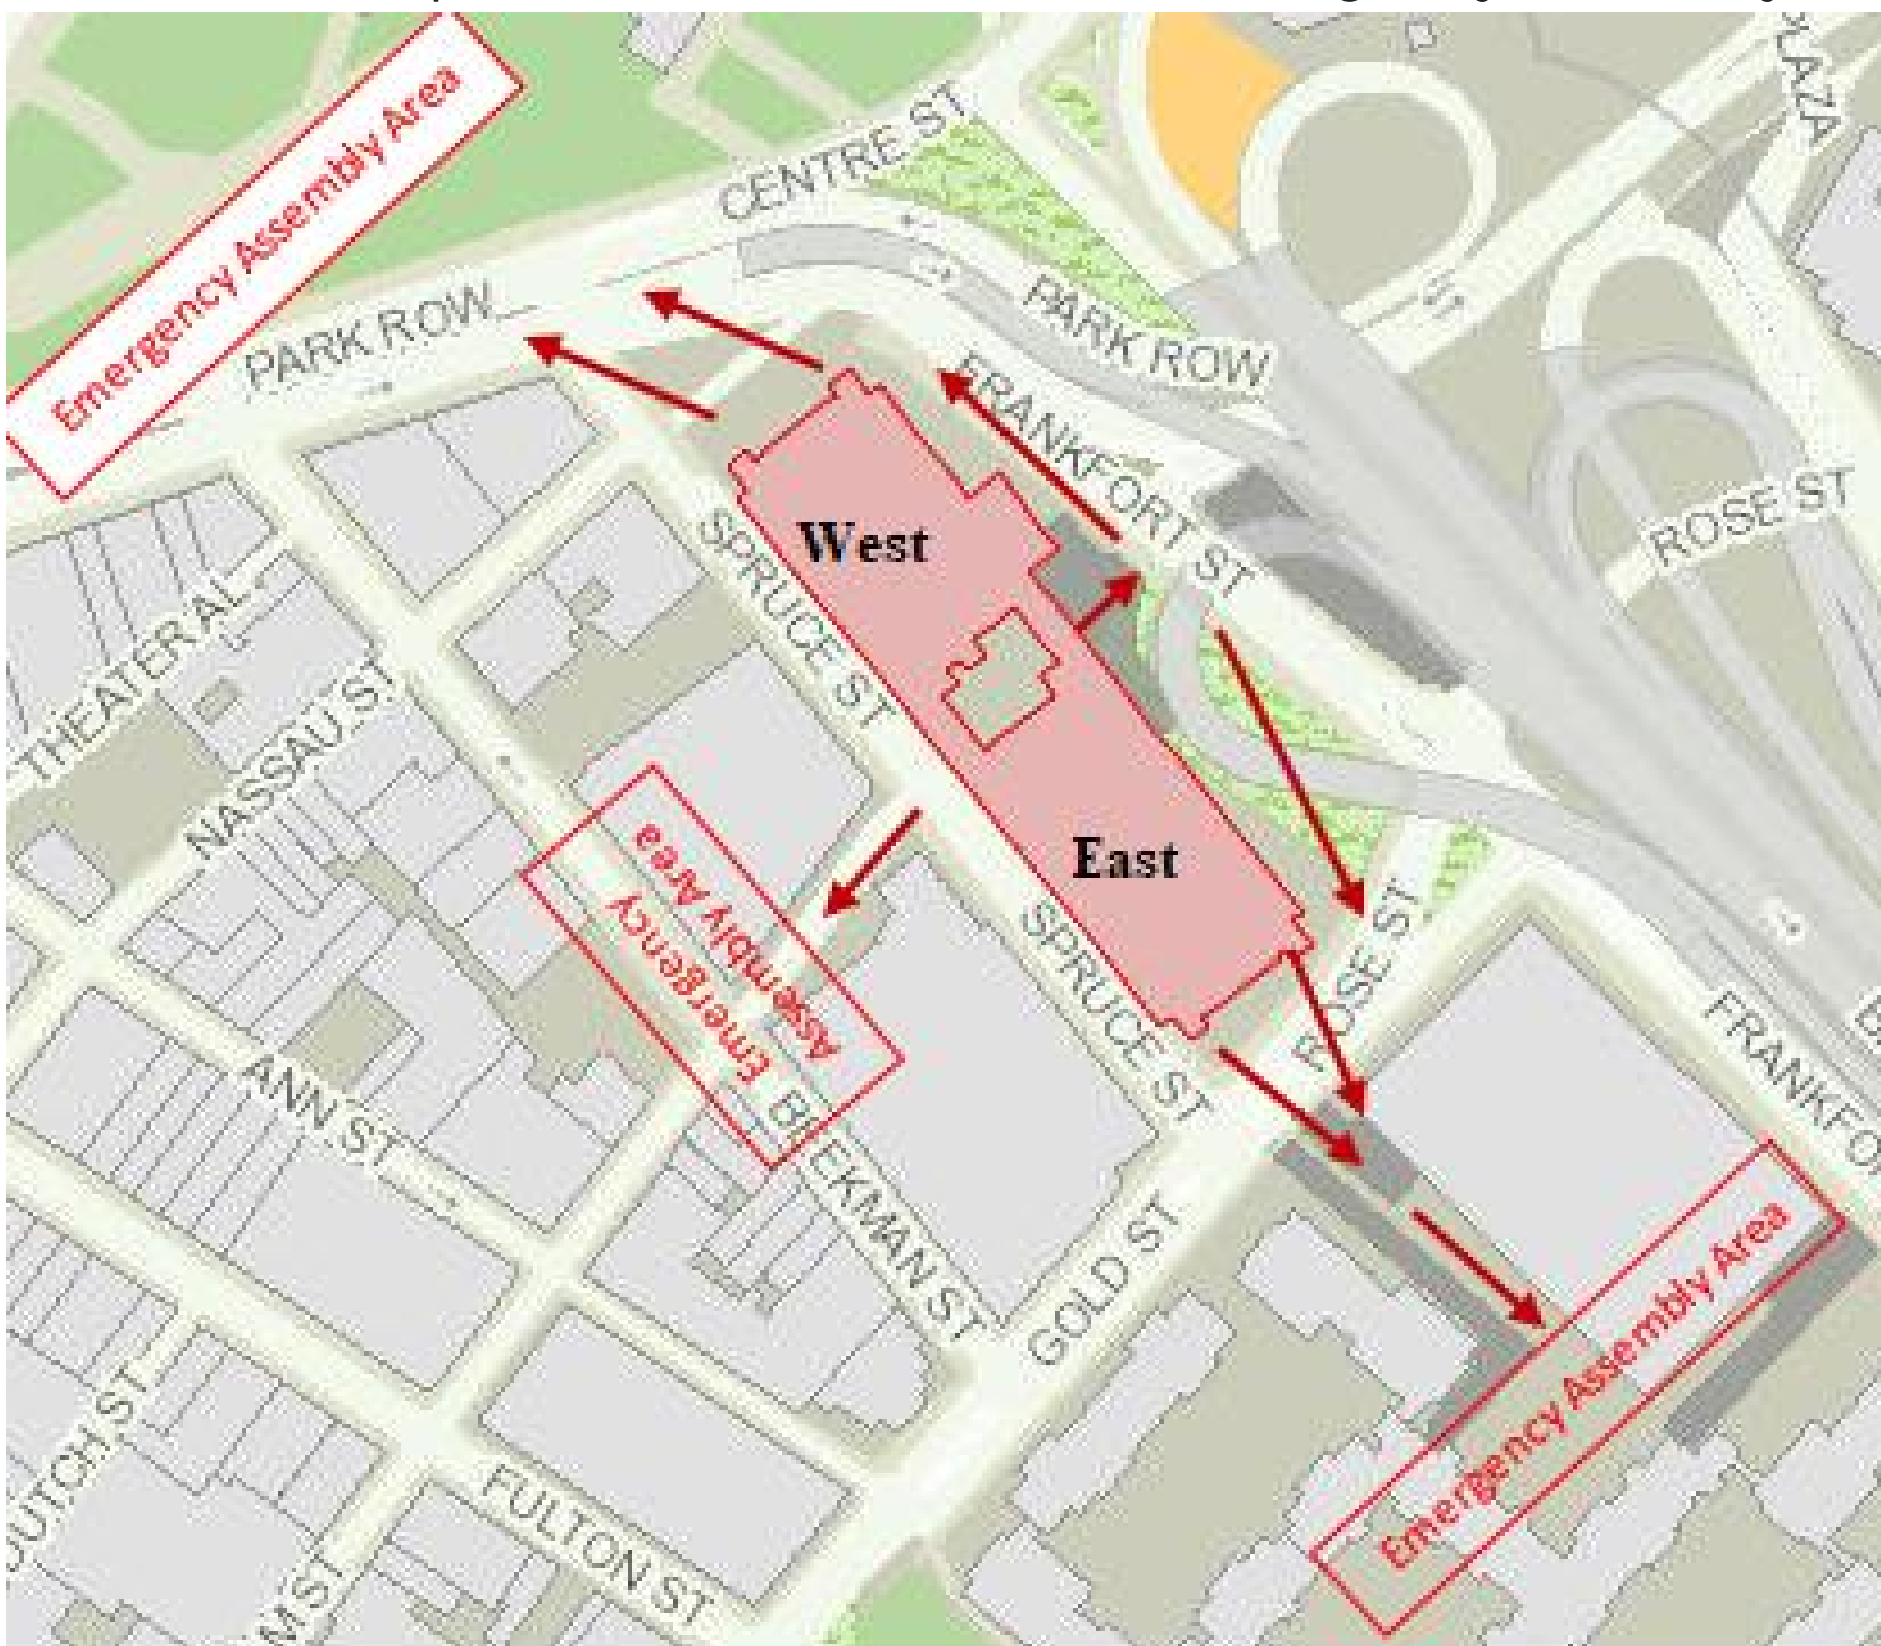 PLAZA
Emergency Assembly Area
CENTRE ST
PARK ROW
PARK ROW
FRANKFORT ST
ROSE ST
West
SPRUCE ST
THEATER AL
NASSAU ST
East
Emergency
Assembly Area
SPRUCE ST
ROSE ST
ANN ST
BEEKMAN ST
GOLD ST
Emergency Assembly Area
DUTCH ST
FULTON ST